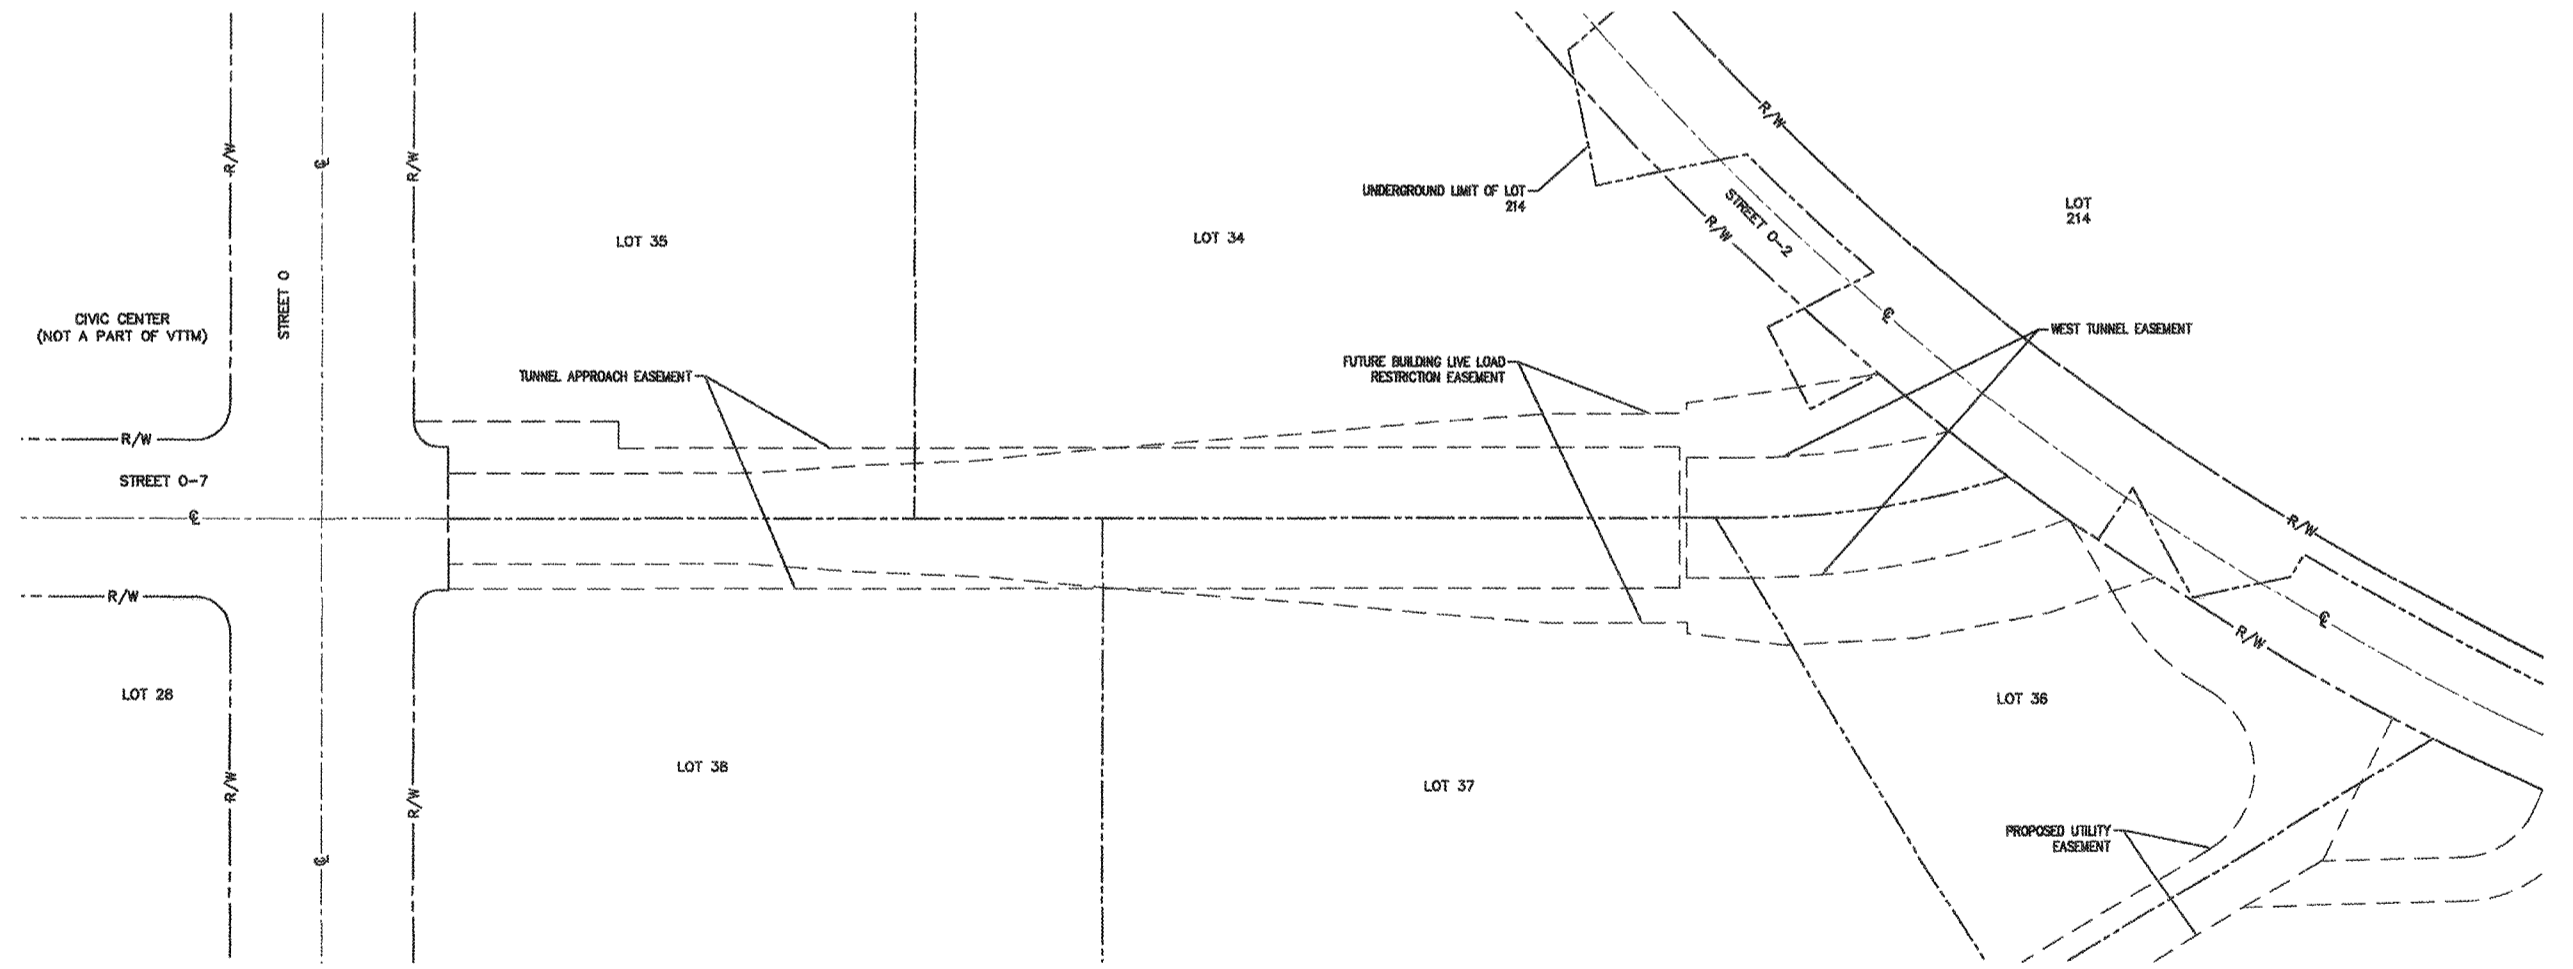 R/W
R/W
R/W
℄
UNDERGROUND LIMIT OF LOT
214
STREET O-2
R/W
LOT
214
LOT 35
LOT 34
STREET O
CIVIC CENTER
(NOT A PART OF VTTM)
℄
WEST TUNNEL EASEMENT
TUNNEL APPROACH EASEMENT
FUTURE BUILDING LIVE LOAD
RESTRICTION EASEMENT
R/W
STREET O-7
℄
R/W
R/W
℄
R/W
LOT 28
LOT 36
LOT 38
LOT 37
R/W
R/W
PROPOSED UTILITY
EASEMENT
℄